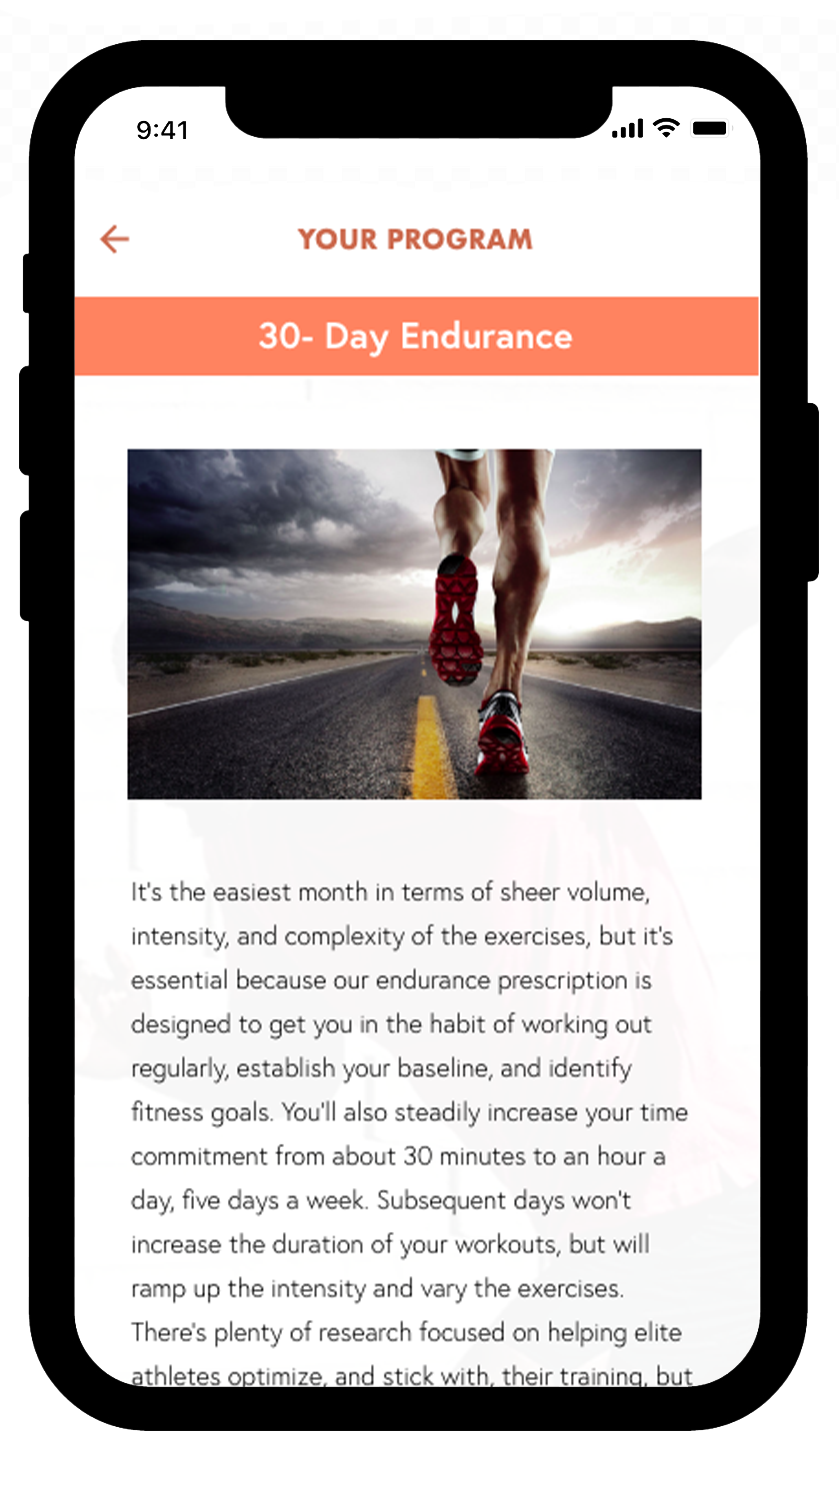 9:41
YOUR PROGRAM
30- Day Endurance
It's the easiest month in terms of sheer volume,
intensity, and complexity of the exercises, but it's
essential because our endurance prescription is
designed to get you in the habit of working out
regularly, establish your baseline, and identify
fitness goals. You'll also steadily increase your time
commitment from about 30 minutes to an hour a
day, five days a week. Subsequent days won't
increase the duration of your workouts, but will
ramp up the intensity and vary the exercises.
There's plenty of research focused on helping elite
athletes optimize, and stick with, their training, but